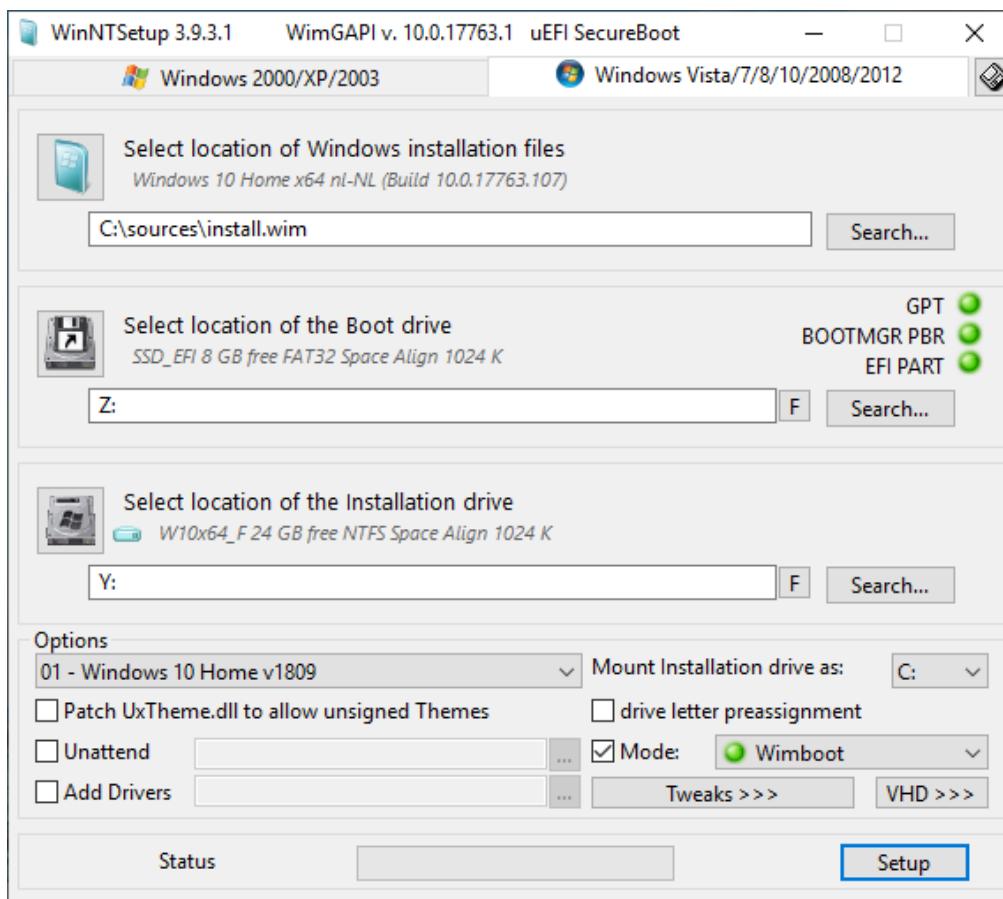 WinNTSetup 3.9.3.1 WimGAPI v. 10.0.17763.1 uEFI SecureBoot
Windows 2000/XP/2003 Windows Vista/7/8/10/2008/2012
Select location of Windows installation files
Windows 10 Home x64 nl-NL (Build 10.0.17763.107)
C:\sources\install.wim Search...
GPT
Select location of the Boot drive BOOTMGR PBR
SSD_EFI 8 GB free FAT32 Space Align 1024 K EFI PART
Z: F Search...
Select location of the Installation drive
W10x64_F 24 GB free NTFS Space Align 1024 K
Y: F Search...
Options
01 - Windows 10 Home v1809 Mount Installation drive as: C:
Patch UxTheme.dll to allow unsigned Themes drive letter preassignment
Unattend ... Mode: Wimboot
Add Drivers ... Tweaks >>> VHD >>>
Status Setup